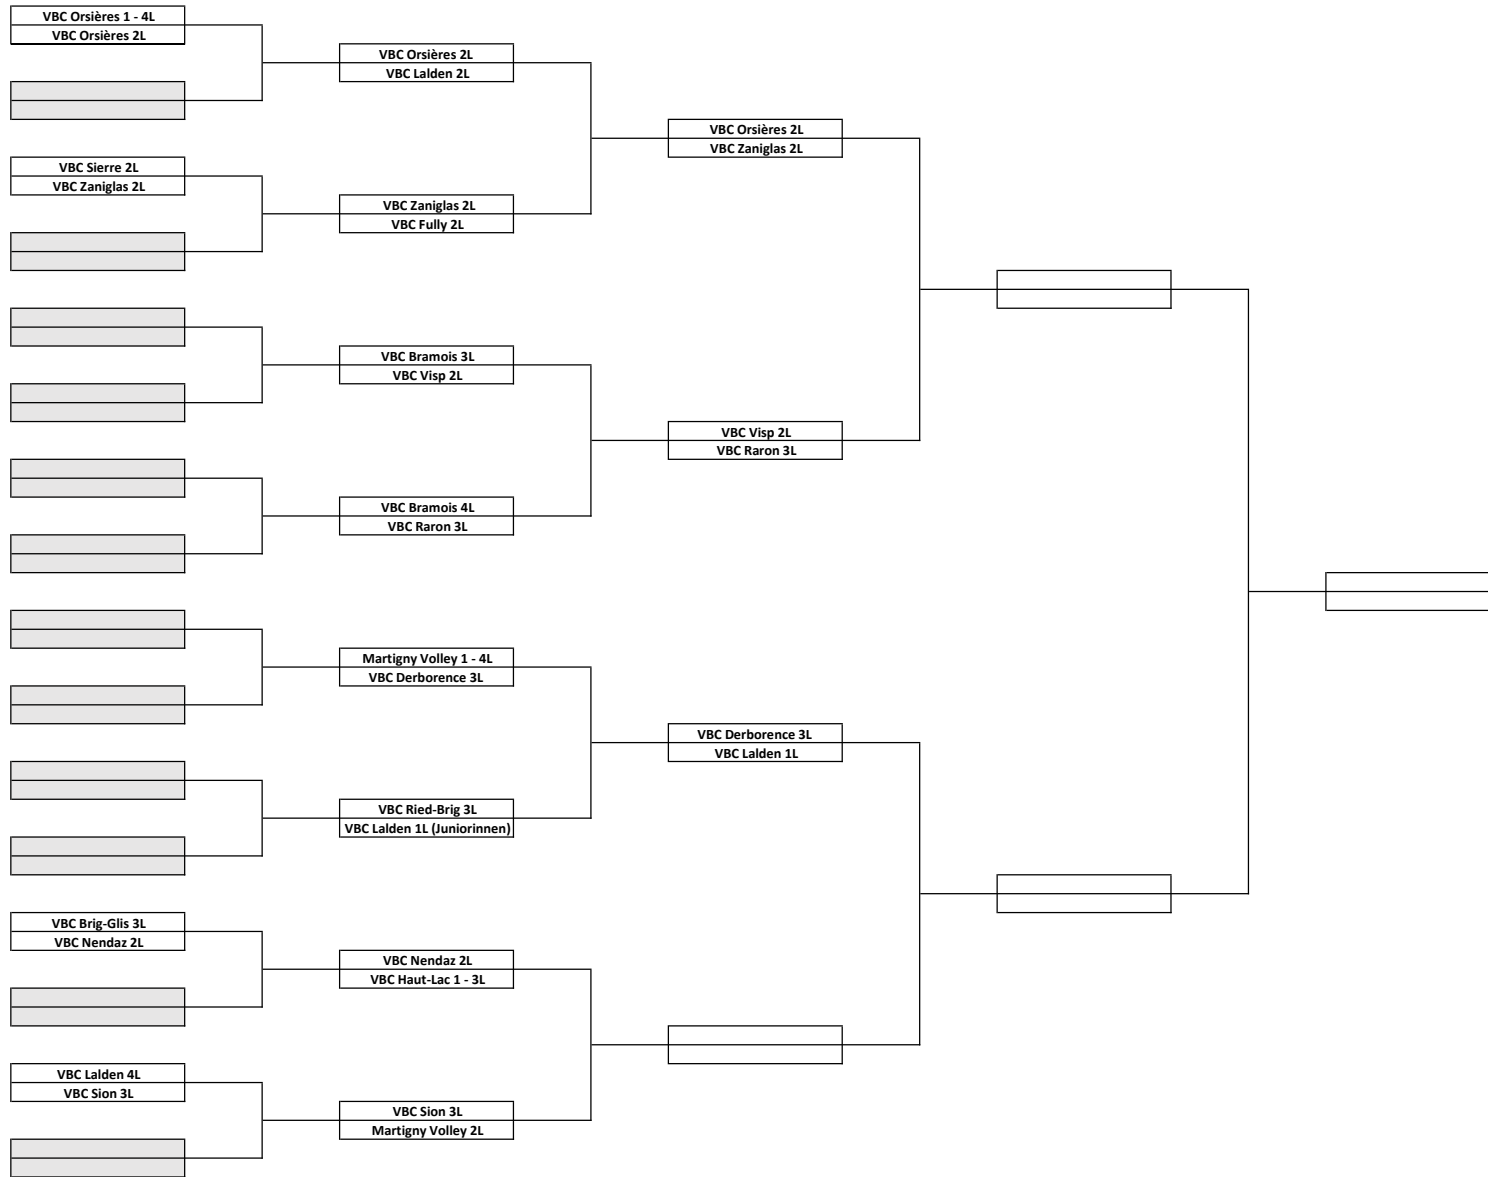 VBC Orsières 1 - 4L
VBC Orsières 2L
VBC Sierre 2L
VBC Zaniglas 2L
VBC Brig-Glis 3L
VBC Nendaz 2L
VBC Lalden 4L
VBC Sion 3L
VBC Orsières 2L
VBC Lalden 2L
VBC Zaniglas 2L
VBC Fully 2L
VBC Bramois 3L
VBC Visp 2L
VBC Bramois 4L
VBC Raron 3L
Martigny Volley 1 - 4L
VBC Derborence 3L
VBC Ried-Brig 3L
VBC Lalden 1L (Juniorinnen)
VBC Nendaz 2L
VBC Haut-Lac 1 - 3L
VBC Sion 3L
Martigny Volley 2L
VBC Orsières 2L
VBC Zaniglas 2L
VBC Visp 2L
VBC Raron 3L
VBC Derborence 3L
VBC Lalden 1L